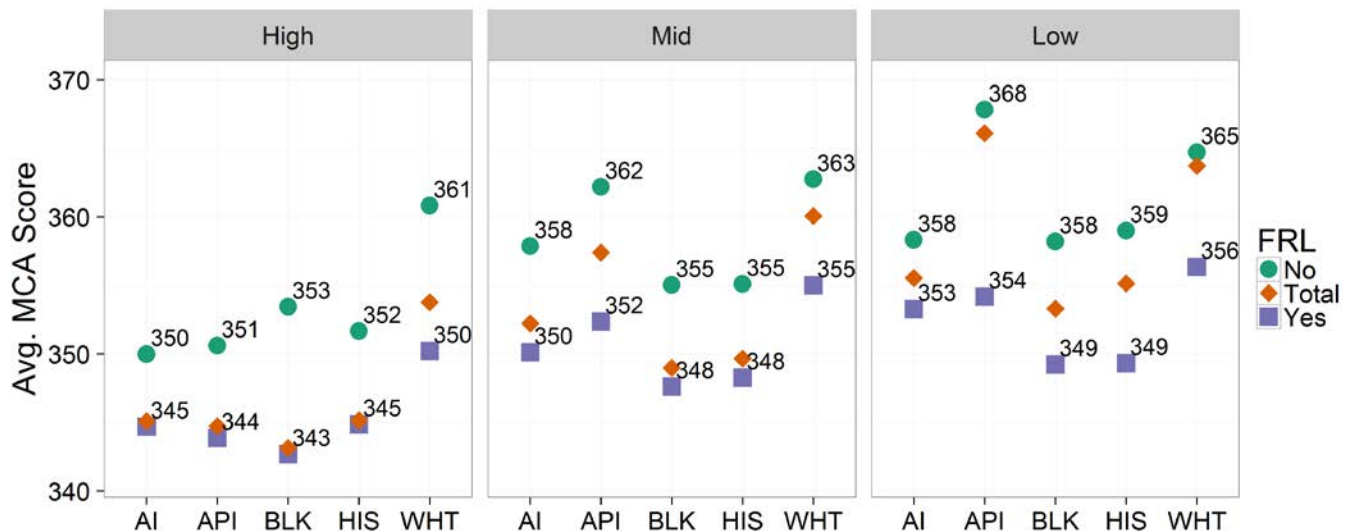 High Mid Low
Avg. MCA Score
370
360
350
340
350 351 353 352 361
345 344 343 345 350
358 362 355 355 363
350 352 348 348 355
358 368 358 359 365
353 354 349 349 356
AI API BLK HIS WHT AI API BLK HIS WHT AI API BLK HIS WHT
FRL
No
Total
Yes